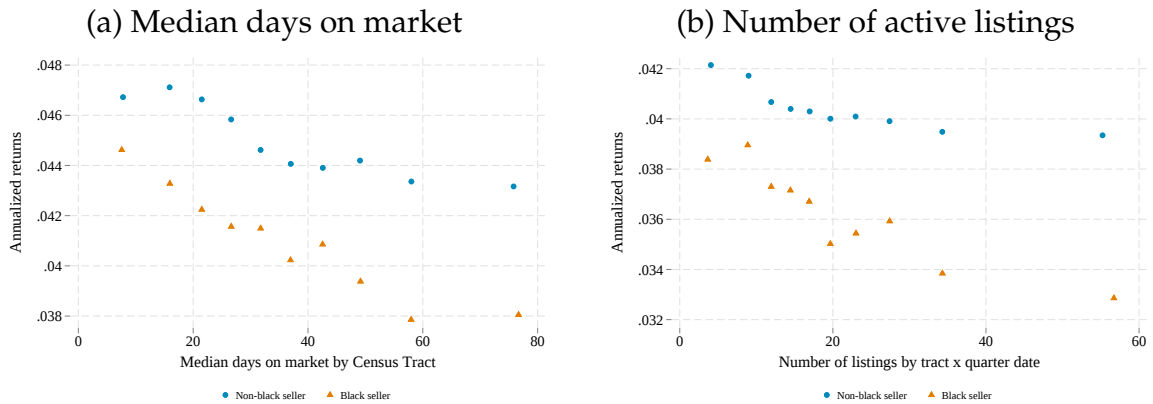 (a) Median days on market
.048
.046
.044
.042
.04
.038
Annualized returns
0
20
40
60
80
Median days on market by Census Tract
Non-black seller
Black seller
(b) Number of active listings
.042
.04
.038
.036
.034
.032
Annualized returns
0
20
40
60
Number of listings by tract x quarter date
Non-black seller
Black seller